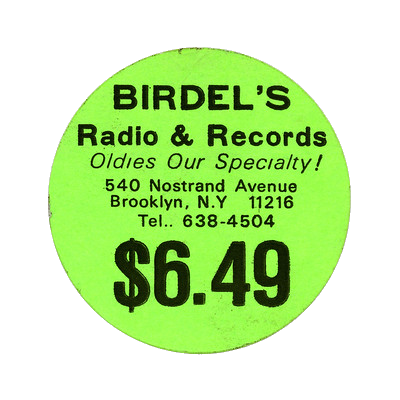 BIRDEL'S
Radio & Records
Oldies Our Specialty!
540 Nostrand Avenue
Brooklyn, N.Y 11216
Tel.. 638-4504
$6.49